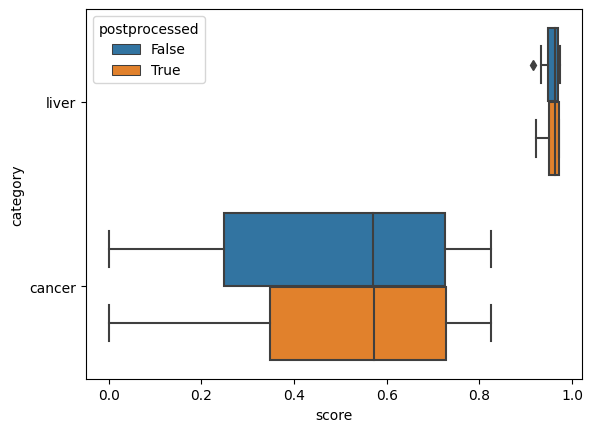 postprocessed
False
True
category
liver
cancer
0.0 0.2 0.4 0.6 0.8 1.0
score